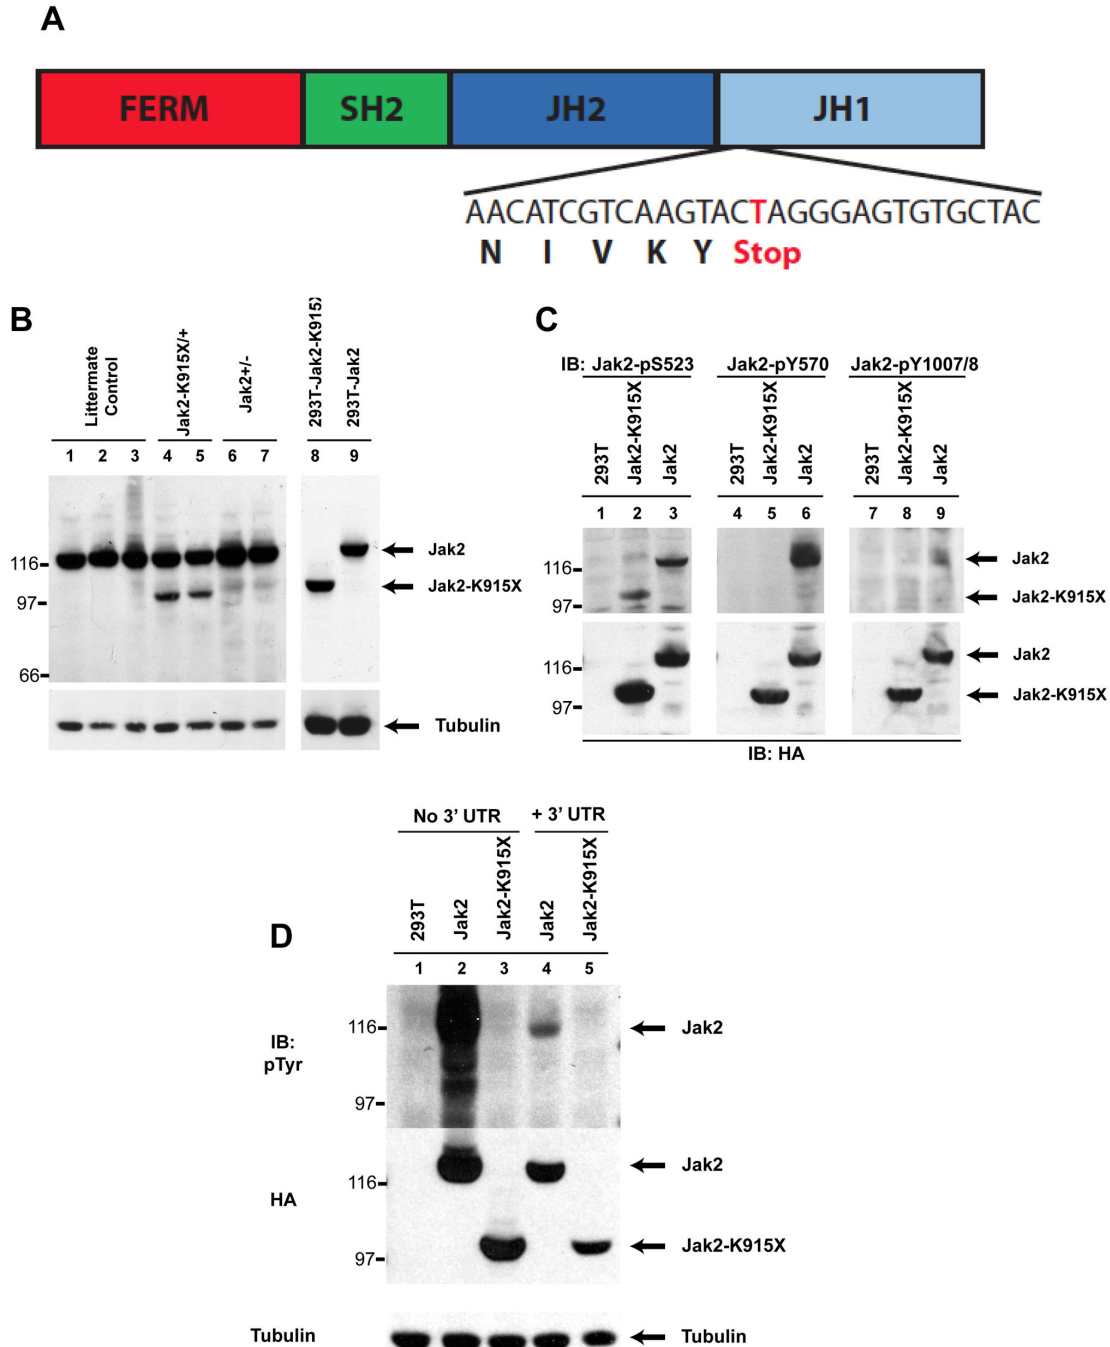 A
FERM SH2 JH2 JH1
AACATCGTCAAGTACTAGGGAGTGTGCTAC
N I V K Y Stop
B
Littermate Control
Jak2-K915X/+
Jak2+/-
293T-Jak2-K915X
293T-Jak2
1 2 3 4 5 6 7 8 9
116
97
66
Jak2
Jak2-K915X
Tubulin
C
IB: Jak2-pS523 Jak2-pY570 Jak2-pY1007/8
293T Jak2-K915X Jak2 293T Jak2-K915X Jak2 293T Jak2-K915X Jak2
1 2 3 4 5 6 7 8 9
116
97
Jak2
Jak2-K915X
116
97
Jak2
Jak2-K915X
IB: HA
D
No 3’ UTR + 3’ UTR
293T Jak2 Jak2-K915X Jak2 Jak2-K915X
1 2 3 4 5
IB:
pTyr
116
97
Jak2
HA
116
97
Jak2
Jak2-K915X
Tubulin Tubulin